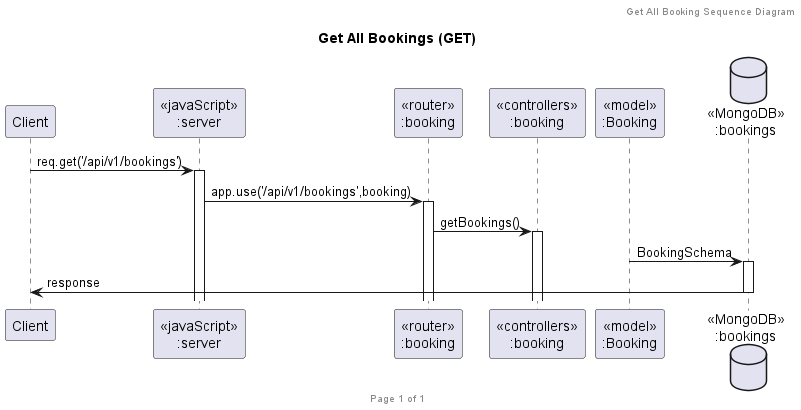 Get All Booking Sequence Diagram
Get All Bookings (GET)
Client
«javaScript»
:server
«router»
:booking
«controllers»
:booking
«model»
:Booking
«MongoDB»
:bookings
req.get('/api/v1/bookings')
app.use('/api/v1/bookings',booking)
getBookings()
BookingSchema
response
Client
«javaScript»
:server
«router»
:booking
«controllers»
:booking
«model»
:Booking
«MongoDB»
:bookings
Page 1 of 1